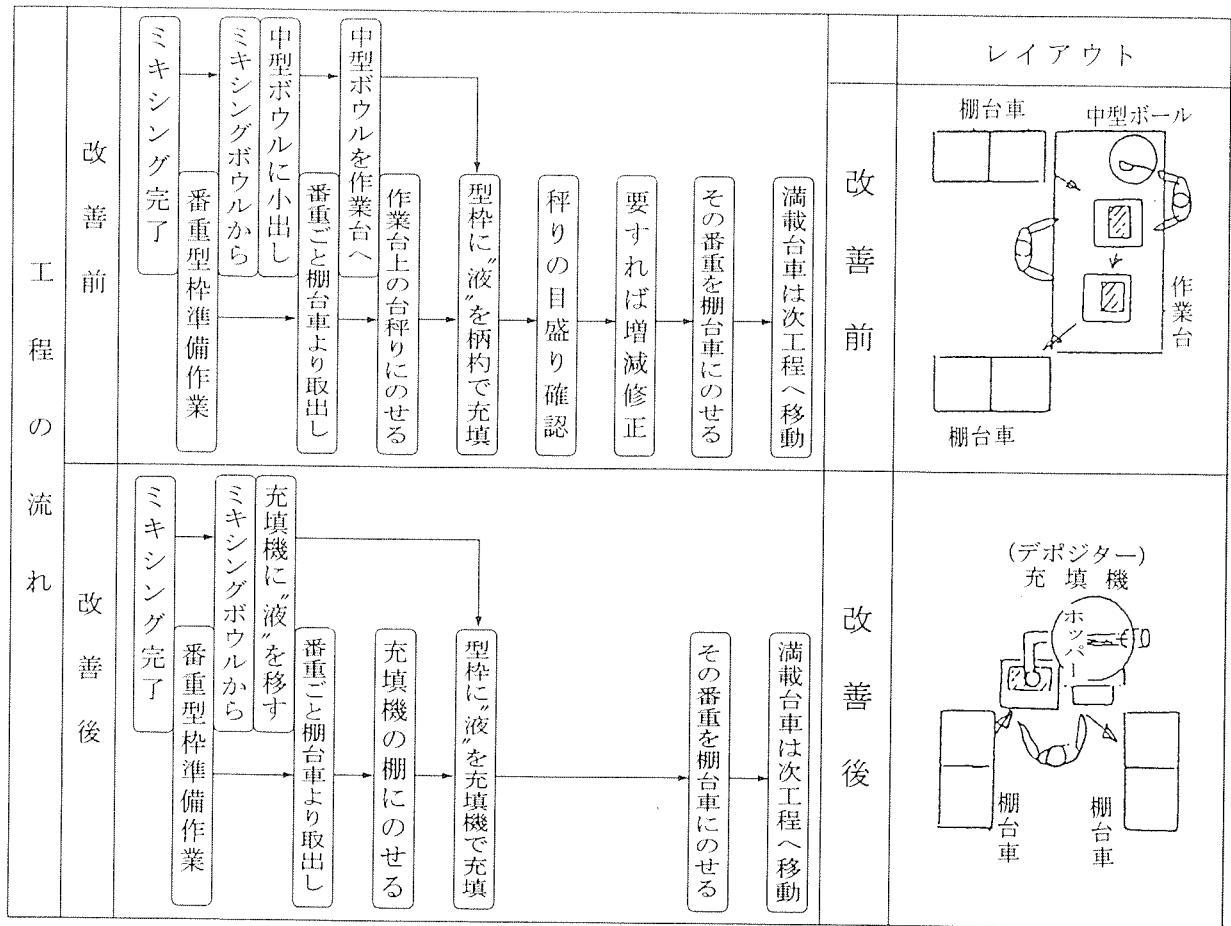 工程の流れ
改善前
ミキシング完了
ミキシングボウルから
中型ボウルに小出し
中型ボウルを作業台へ
番重型枠準備作業
番重ごと棚台車より取出し
作業台上の台秤りにのせる
型枠に"液"を柄杓で充填
秤りの目盛り確認
要すれば増減修正
その番重を棚台車にのせる
満載台車は次工程へ移動
改善後
ミキシング完了
ミキシングボウルから
充填機に"液"を移す
番重型枠準備作業
番重ごと棚台車より取出し
充填機の棚にのせる
型枠に"液"を充填機で充填
その番重を棚台車にのせる
満載台車は次工程へ移動
レイアウト
改善前
棚台車
中型ボール
作業台
棚台車
改善後
(デポジター)
充填機
ホッパー
棚台車
棚台車